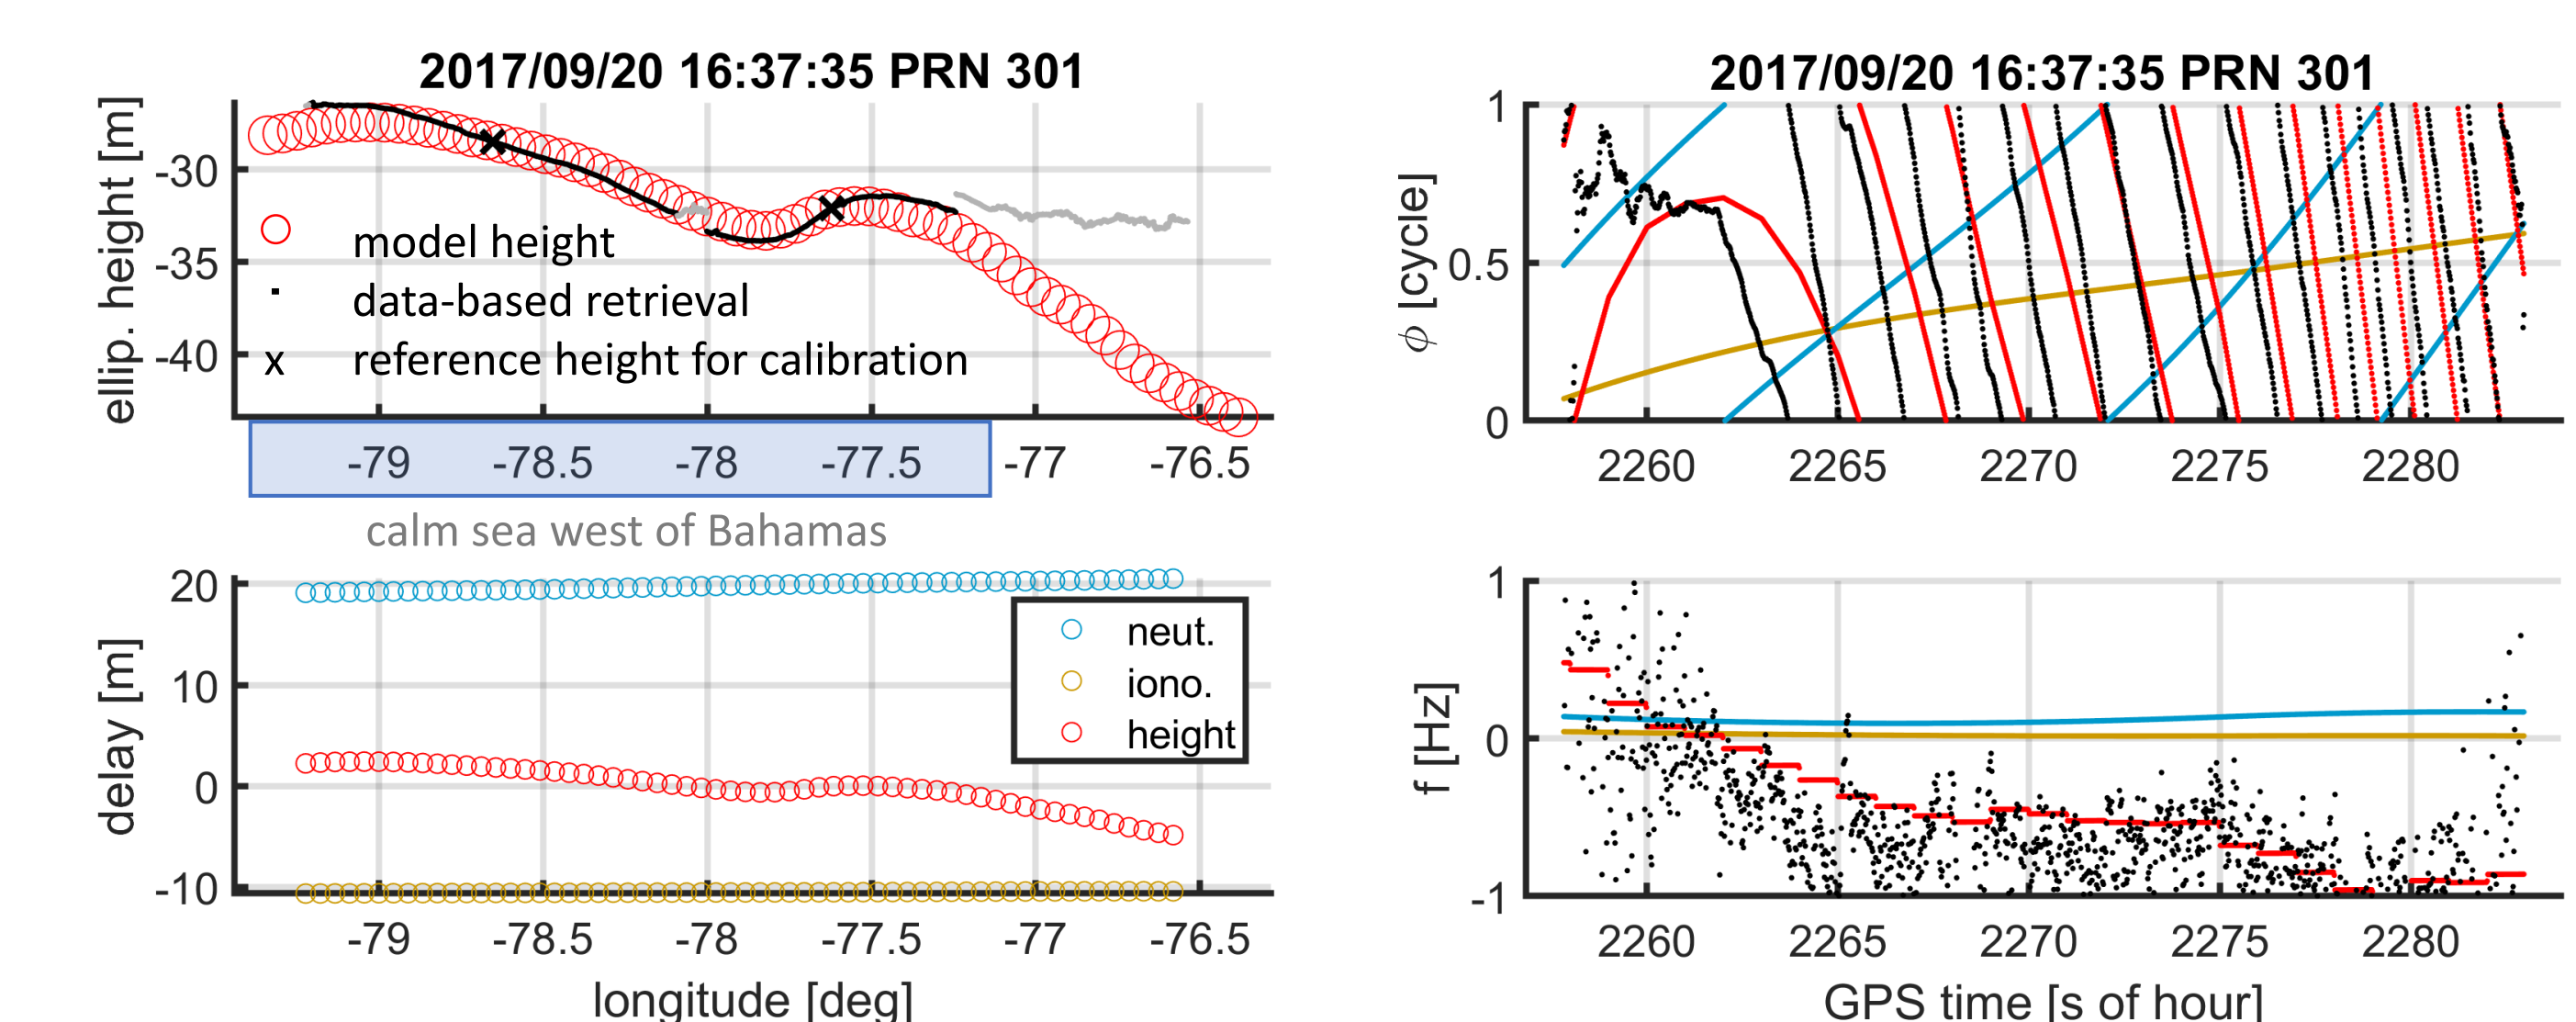 2017/09/20 16:37:35 PRN 301
ellip. height [m]
-30
-35
-40
model height
data-based retrieval
x reference height for calibration
-79 -78.5 -78 -77.5 -77 -76.5
calm sea west of Bahamas
delay [m]
20
10
0
-10
neut.
iono.
height
-79 -78.5 -78 -77.5 -77 -76.5
longitude [deg]
2017/09/20 16:37:35 PRN 301
ϕ [cycle]
1
0.5
0
2260 2265 2270 2275 2280
f [Hz]
1
0
-1
2260 2265 2270 2275 2280
GPS time [s of hour]